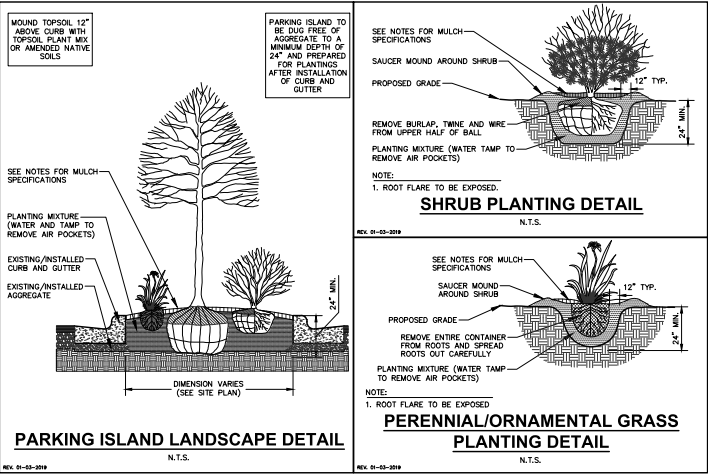 MOUND TOPSOIL 12"
ABOVE CURB WITH
TOPSOIL PLANT MIX
OR AMENDED NATIVE
SOILS
PARKING ISLAND TO
BE DUG FREE OF
AGGREGATE TO A
MINIMUM DEPTH OF
24" AND PREPARED
FOR PLANTINGS
AFTER INSTALLATION
OF CURB AND
GUTTER
SEE NOTES FOR MULCH
SPECIFICATIONS
PLANTING MIXTURE
(WATER AND TAMP TO
REMOVE AIR POCKETS)
EXISTING/INSTALLED
CURB AND GUTTER
EXISTING/INSTALLED
AGGREGATE
24" MIN.
DIMENSION VARIES
(SEE SITE PLAN)
PARKING ISLAND LANDSCAPE DETAIL
N.T.S.
REV. 01-03-2019
SEE NOTES FOR MULCH
SPECIFICATIONS
SAUCER MOUND AROUND SHRUB
12" TYP.
PROPOSED GRADE
REMOVE BURLAP, TWINE AND WIRE
FROM UPPER HALF OF BALL
24" MIN.
PLANTING MIXTURE (WATER TAMP TO
REMOVE AIR POCKETS)
NOTE:
1. ROOT FLARE TO BE EXPOSED.
SHRUB PLANTING DETAIL
N.T.S.
REV. 01-03-2019
SEE NOTES FOR MULCH
SPECIFICATIONS
SAUCER MOUND
AROUND SHRUB
12" TYP.
PROPOSED GRADE
REMOVE ENTIRE CONTAINER
FROM ROOTS AND SPREAD
ROOTS OUT CAREFULLY
24" MIN.
PLANTING MIXTURE (WATER TAMP
TO REMOVE AIR POCKETS)
NOTE:
1. ROOT FLARE TO BE EXPOSED
PERENNIAL/ORNAMENTAL GRASS
PLANTING DETAIL
N.T.S.
REV. 01-03-2019